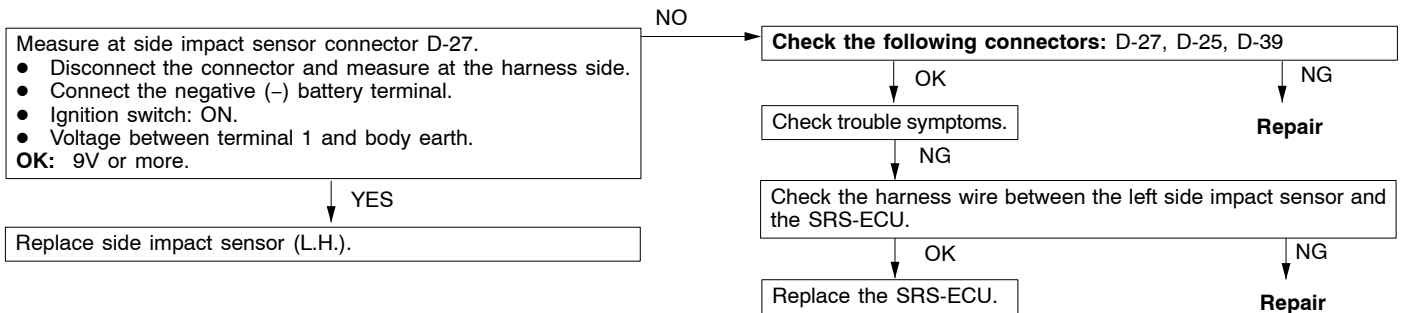 Measure at side impact sensor connector D-27.
● Disconnect the connector and measure at the harness side.
● Connect the negative (–) battery terminal.
● Ignition switch: ON.
● Voltage between terminal 1 and body earth.
OK: 9V or more.
YES
Replace side impact sensor (L.H.).
NO
Check the following connectors: D-27, D-25, D-39
OK
NG
Check trouble symptoms.
Repair
NG
Check the harness wire between the left side impact sensor and
the SRS-ECU.
OK
NG
Replace the SRS-ECU.
Repair